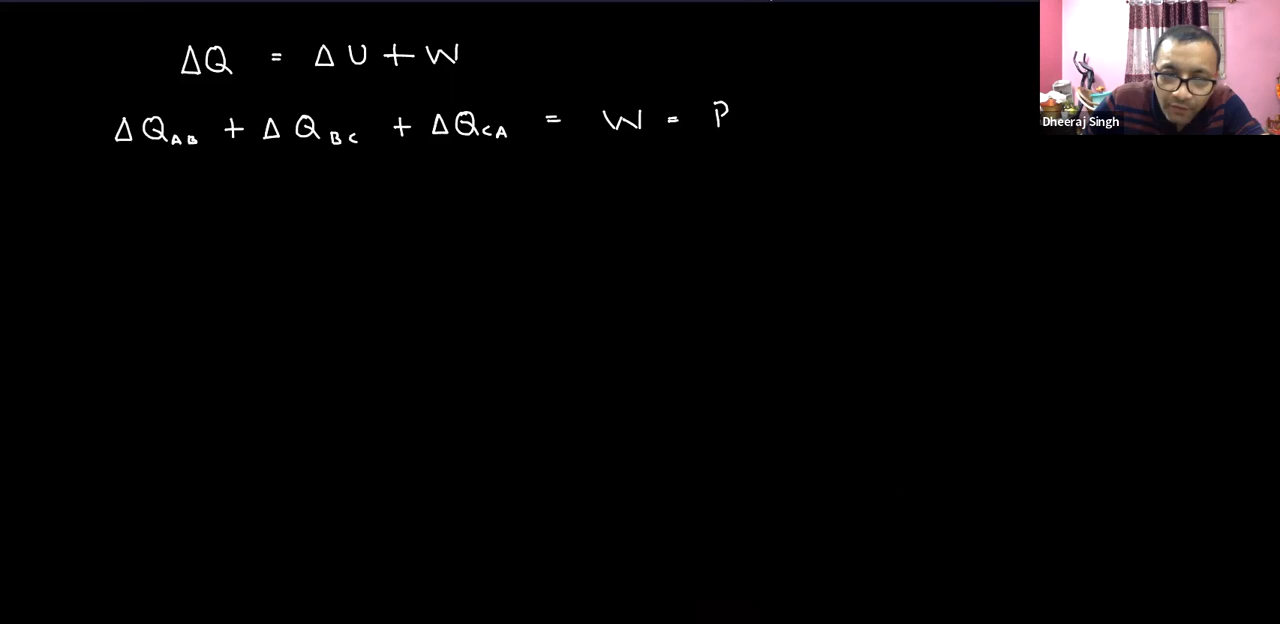 ΔQ = ΔU + W
ΔQ_AB + ΔQ_BC + ΔQ_CA = W = P
Dheeraj Singh